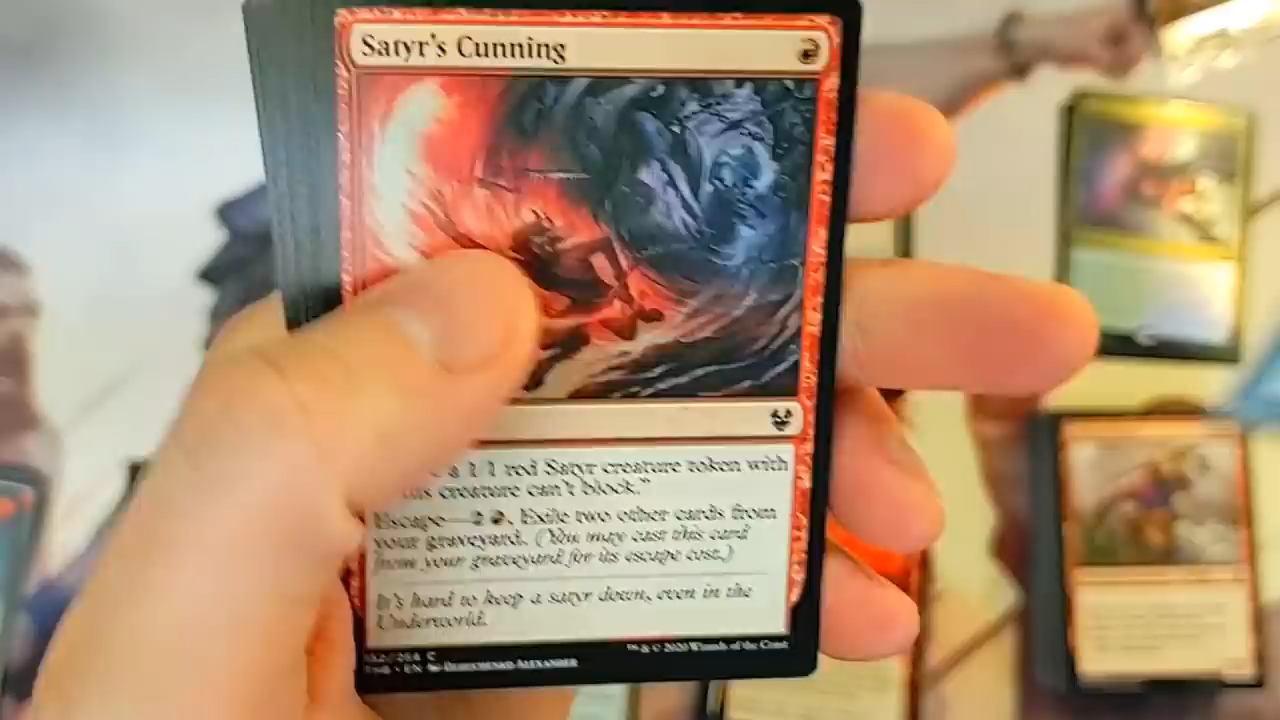 Satyr's Cunning
a 1/1 red Satyr creature token with
creature can't block."
Escape—2 R, Exile two other cards from
your graveyard. (You may cast this card
from your graveyard for its escape cost.)
It's hard to keep a satyr down, even in the
Underworld.
C
™ & © 2020 Wizards of the Coast
EN